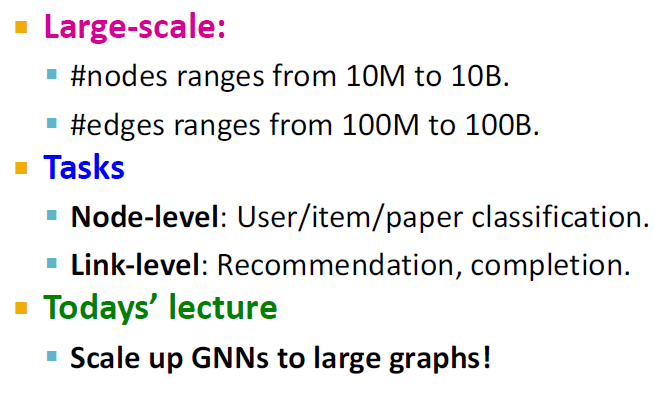 Large-scale:
#nodes ranges from 10M to 10B.
#edges ranges from 100M to 100B.
Tasks
Node-level: User/item/paper classification.
Link-level: Recommendation, completion.
Todays’ lecture
Scale up GNNs to large graphs!